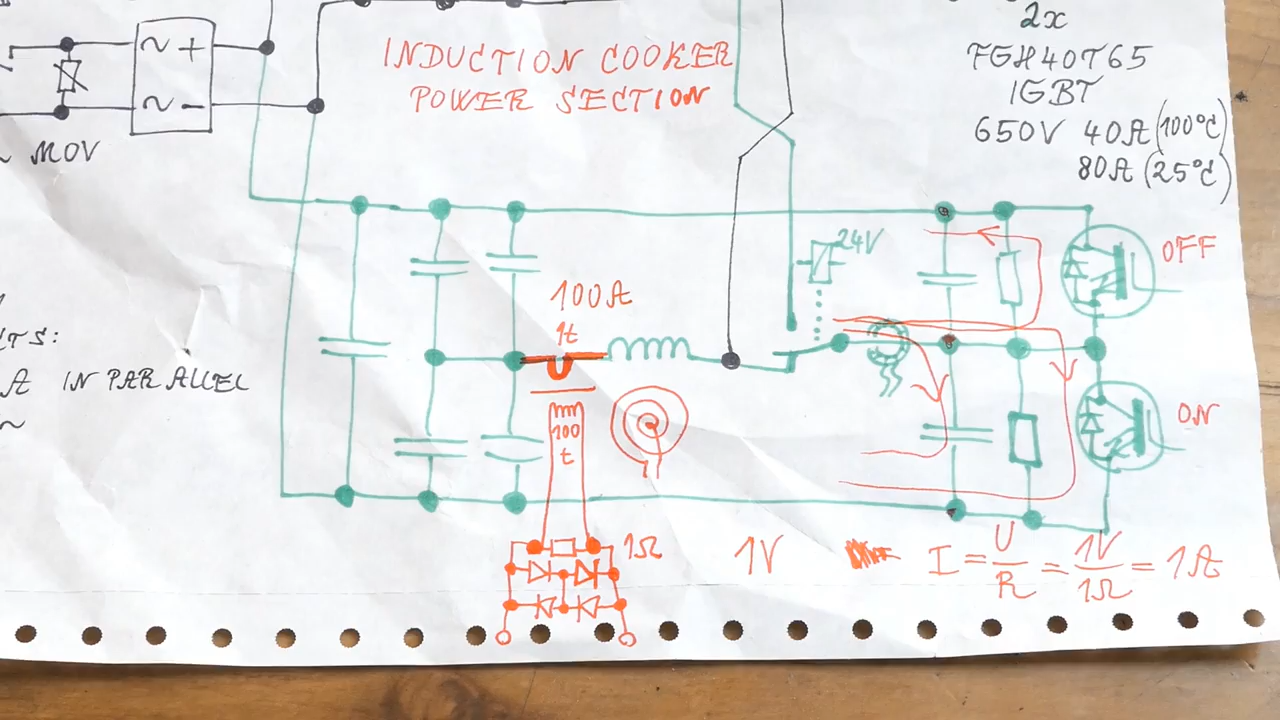 INDUCTION COOKER
POWER SECTION
2x
FGH40T65
IGBT
650V 40A (100°C)
80A (25°C)
~ +
~ −
~ MOV
24V
OFF
100A
1t
A IN PARALLEL
~
100
t
ON
1Ω
1V
I = U/R = 1V/1Ω = 1A